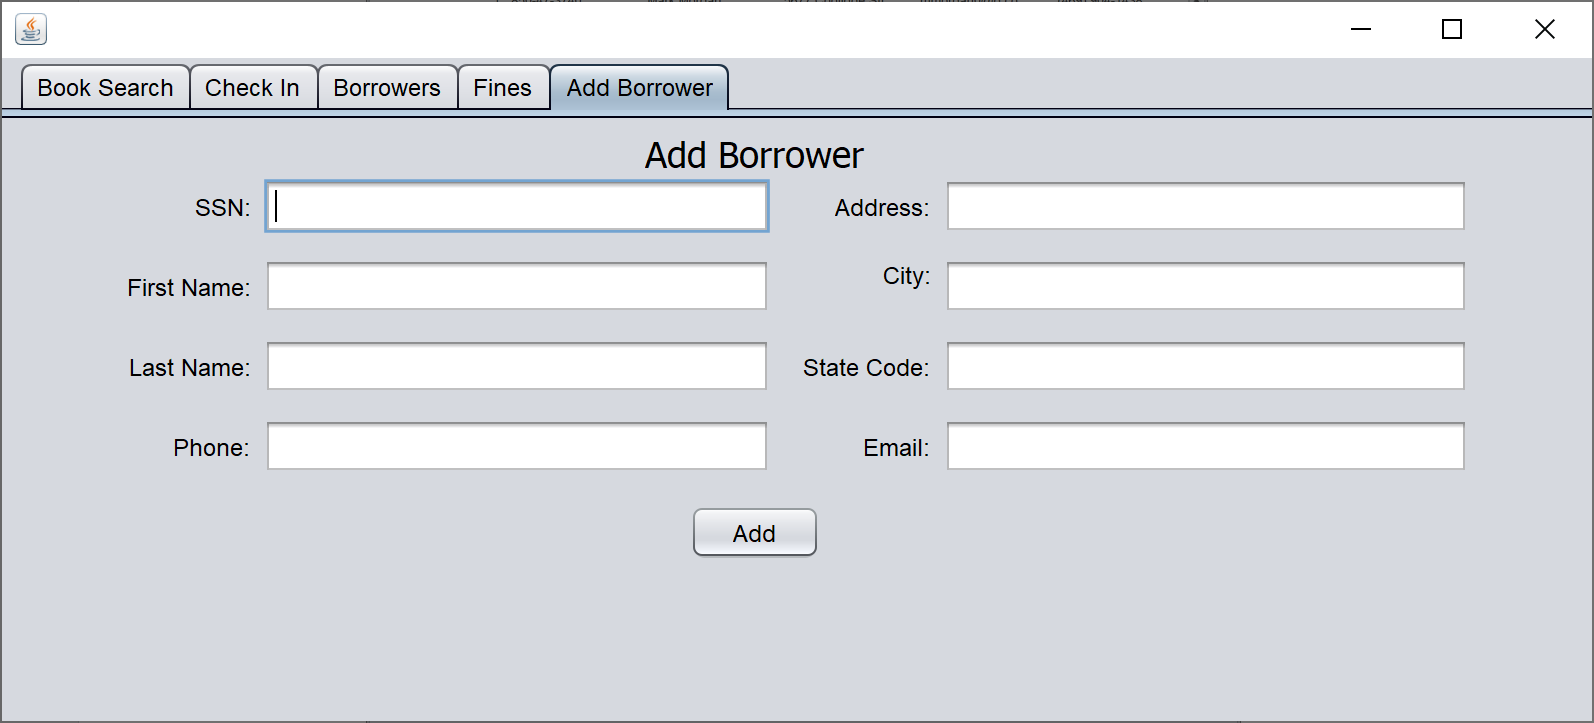 Book Search Check In Borrowers Fines Add Borrower
Add Borrower
SSN: Address:
First Name: City:
Last Name: State Code:
Phone: Email:
Add